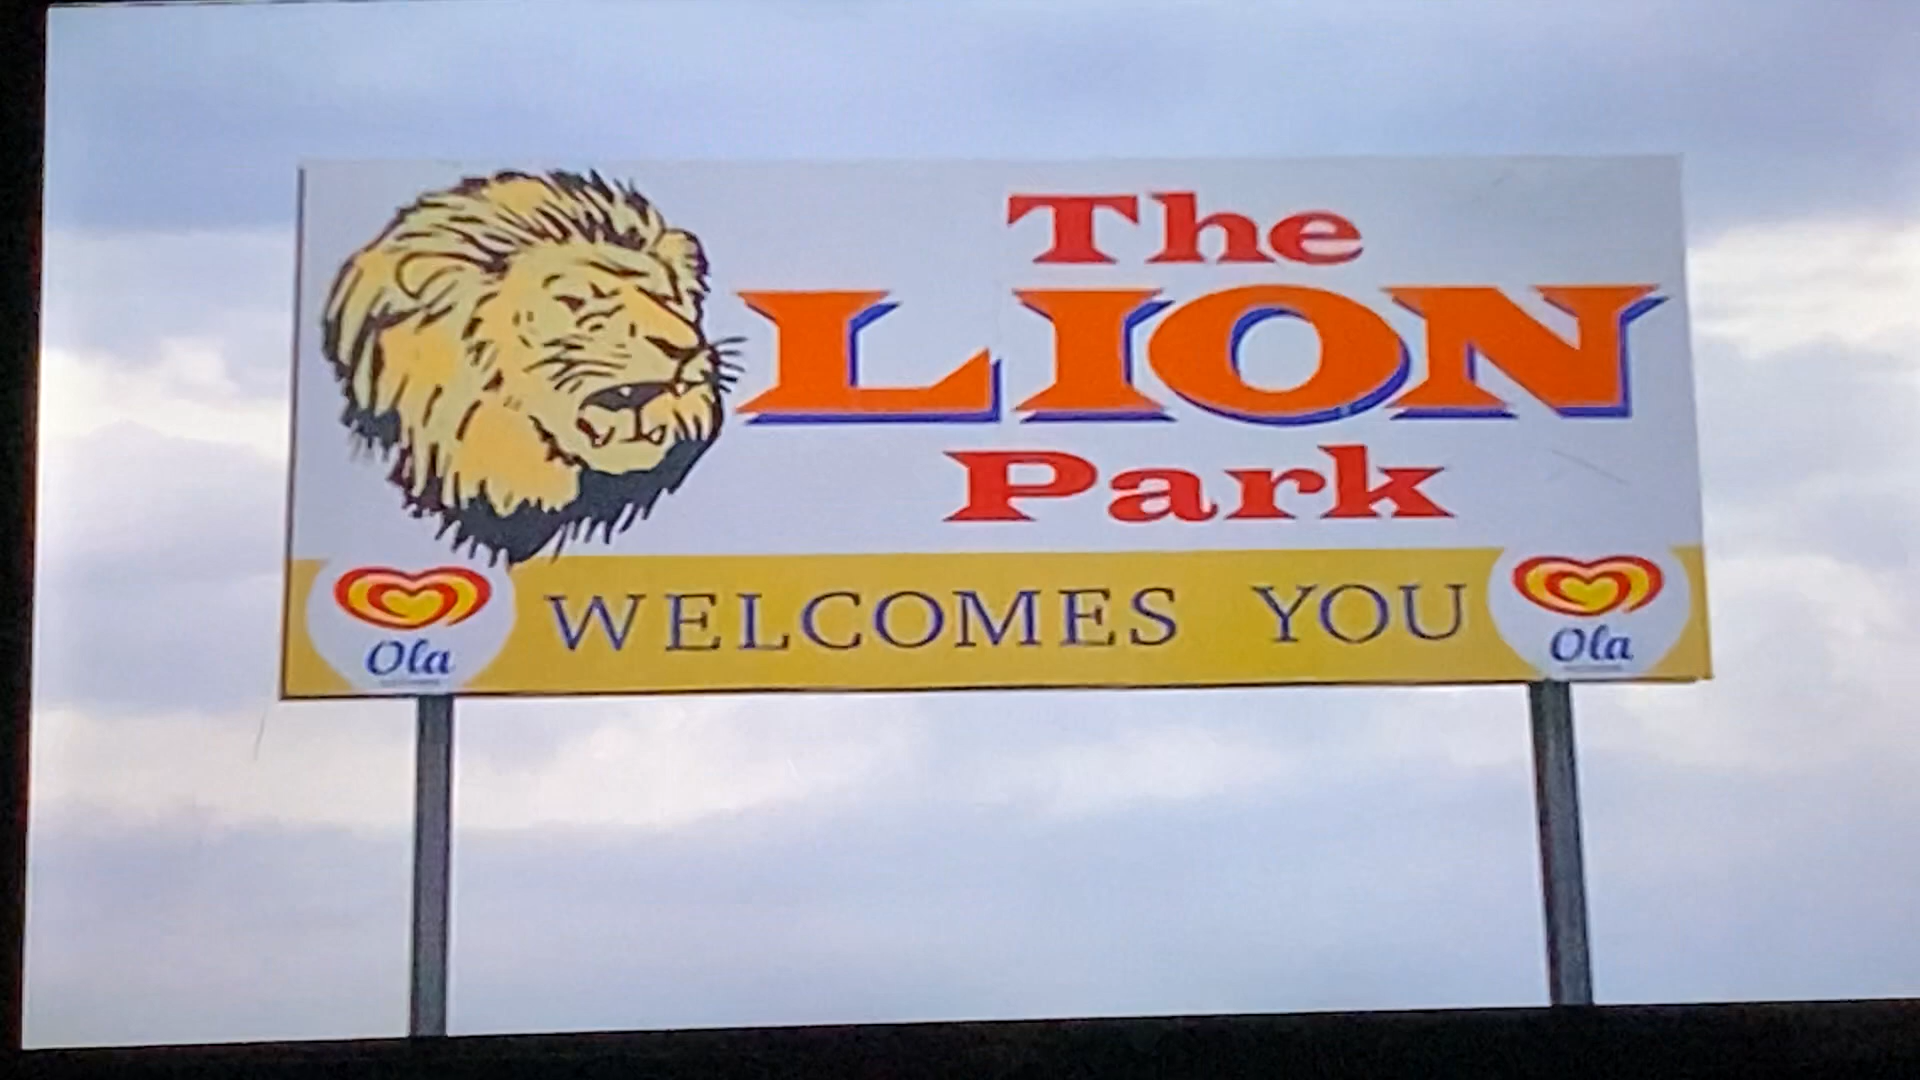 The
LION
Park
WELCOMES YOU
Ola
Ola